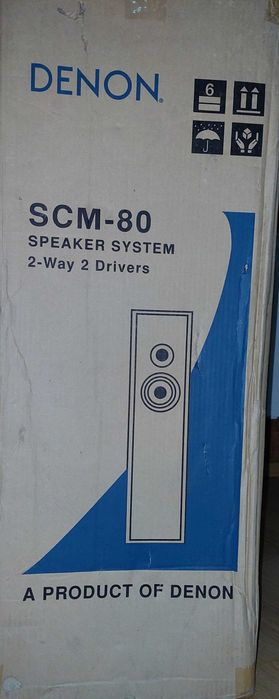 DENON
6
SCM-80
SPEAKER SYSTEM
2-Way 2 Drivers
A PRODUCT OF DENON